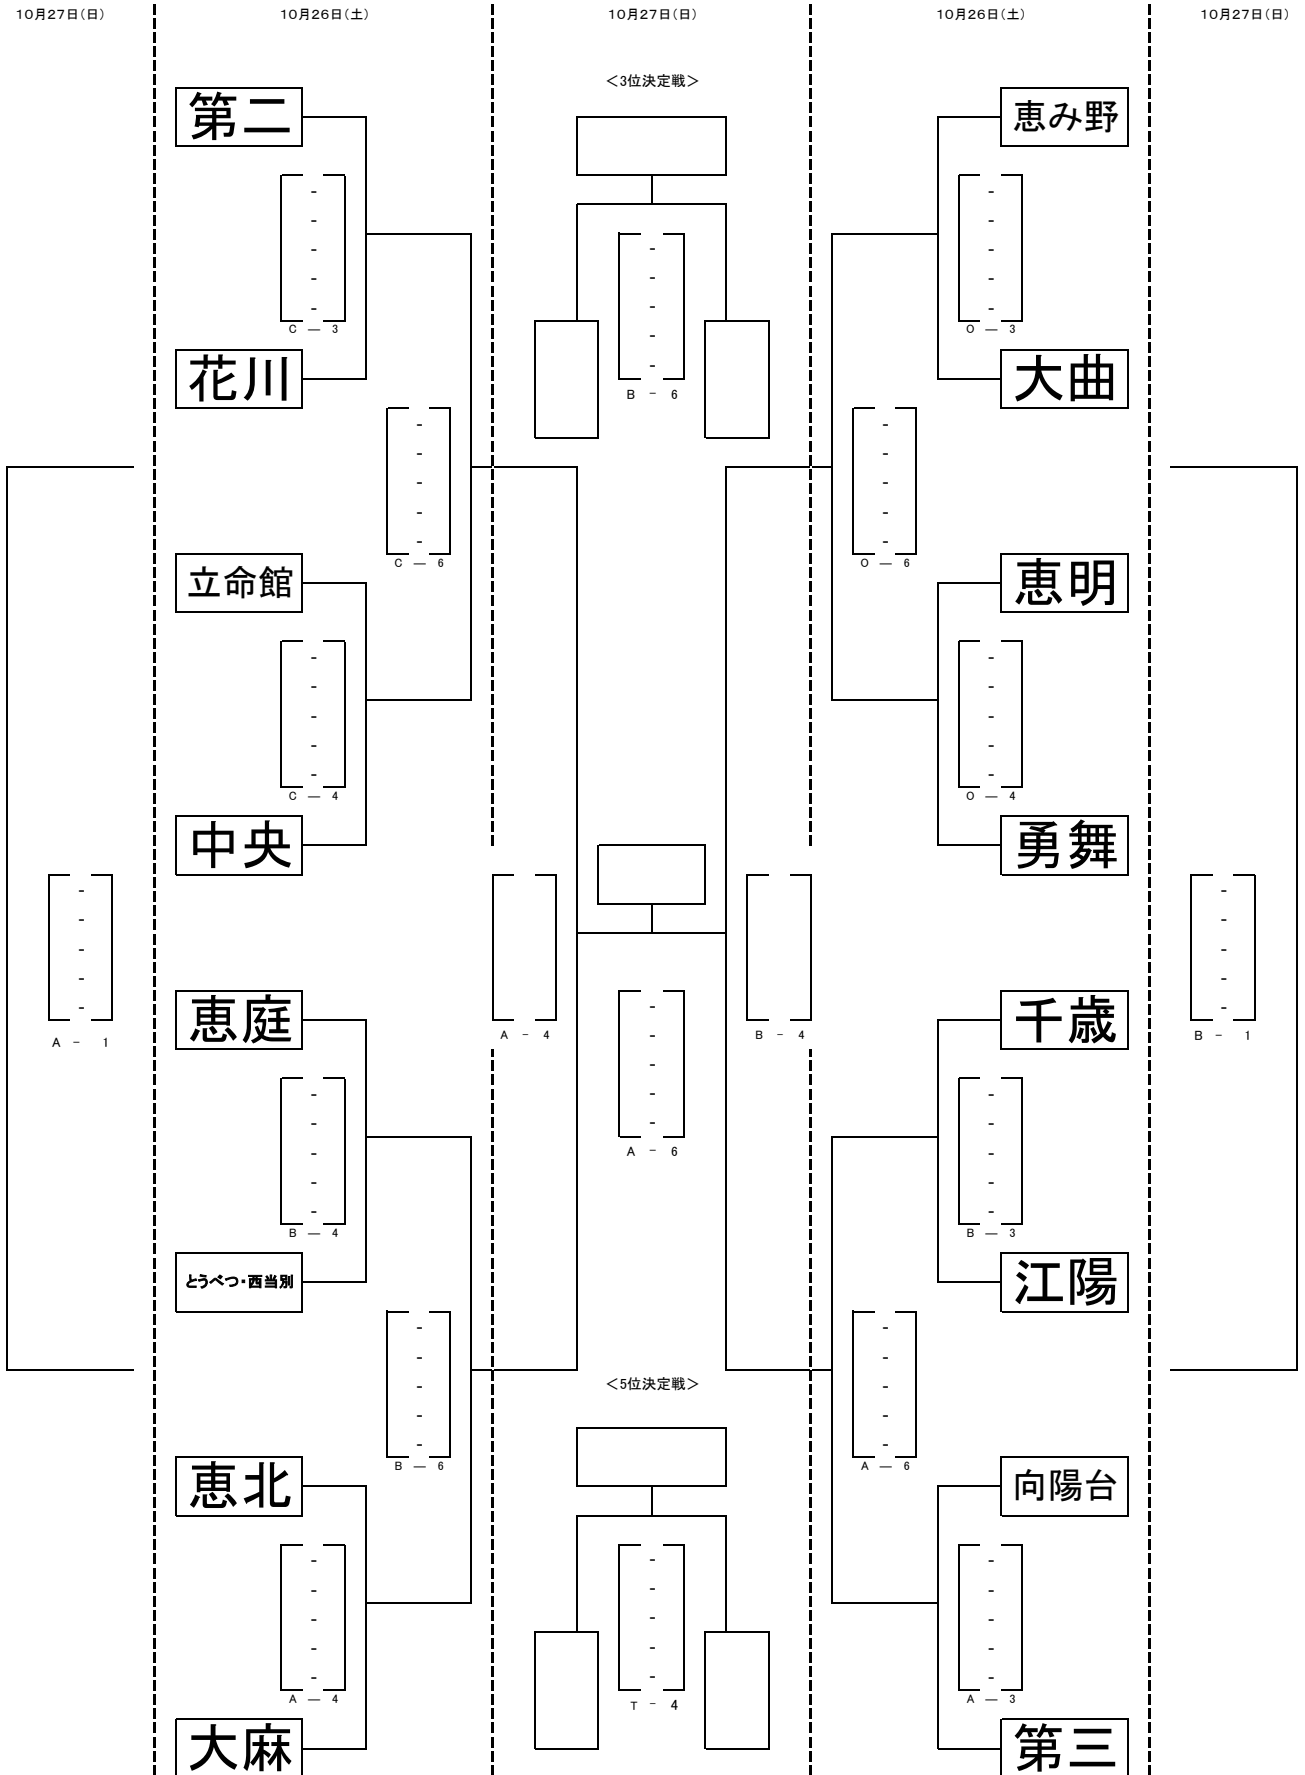 10月27日(日) 10月26日(土) 10月27日(日) 10月26日(土) 10月27日(日)
<3位決定戦>
第二 恵み野
-
-
-
-
-
C — 3
-
-
-
-
-
O — 3
-
-
-
-
-
B - 6
花川 大曲
-
-
-
-
-
C — 6
-
-
-
-
-
O — 6
立命館 恵明
-
-
-
-
-
C — 4
-
-
-
-
-
O — 4
中央 勇舞
-
-
-
-
-
A - 1
A - 4
B - 4
-
-
-
-
-
B - 1
恵庭 千歳
-
-
-
-
-
A - 6
-
-
-
-
-
B — 4
-
-
-
-
-
B — 3
とうべつ・西当別 江陽
<5位決定戦>
-
-
-
-
-
B — 6
-
-
-
-
-
A — 6
恵北 向陽台
-
-
-
-
-
A — 4
-
-
-
-
-
T - 4
-
-
-
-
-
A — 3
大麻 第三